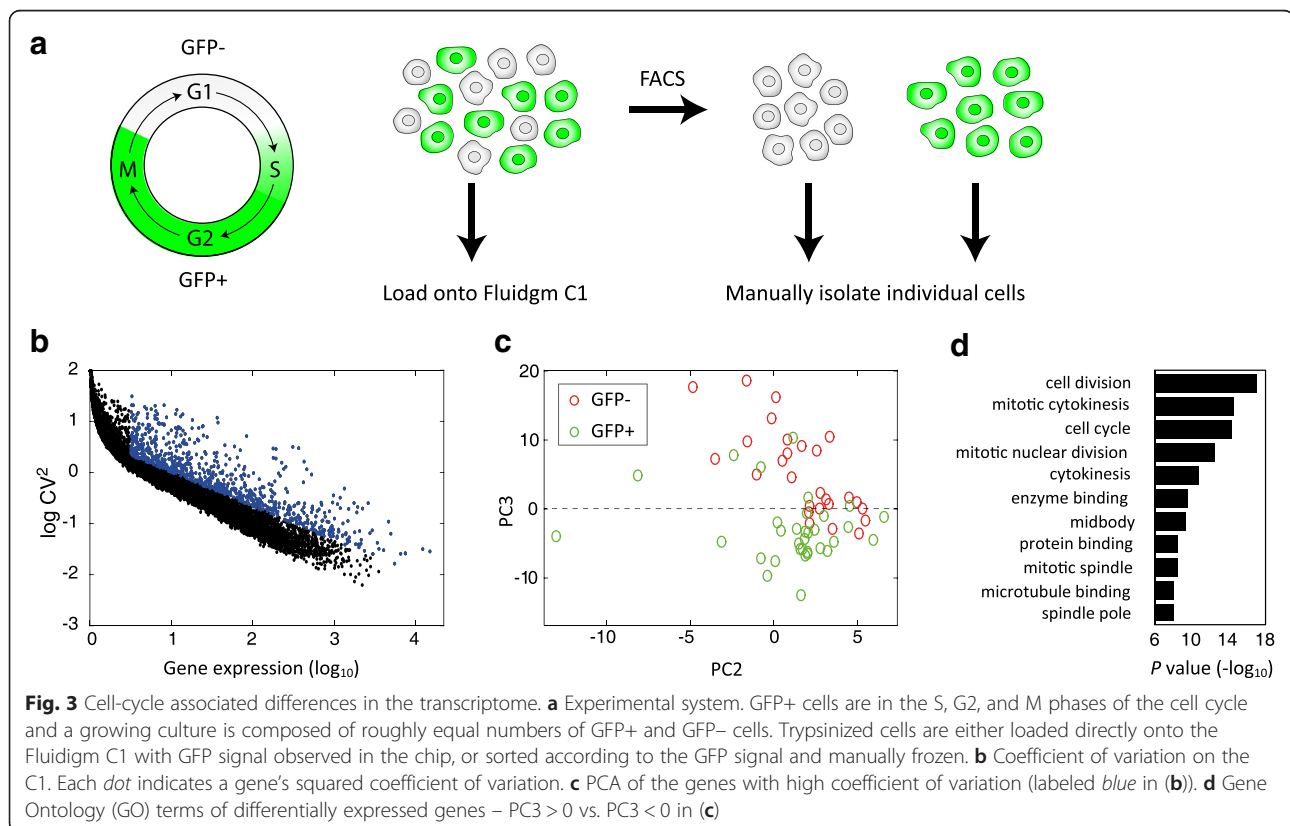 a
GFP-
G1
S
G2
M
GFP+
FACS
Load onto Fluidgm C1
Manually isolate individual cells
b
log CV²
2
1
0
-1
-2
-3
0 1 2 3 4
Gene expression (log₁₀)
c
GFP-
GFP+
PC3
20
10
0
-10
-10 -5 0 5
PC2
d
cell division
mitotic cytokinesis
cell cycle
mitotic nuclear division
cytokinesis
enzyme binding
midbody
protein binding
mitotic spindle
microtubule binding
spindle pole
6 10 14 18
P value (-log₁₀)
Fig. 3 Cell-cycle associated differences in the transcriptome. a Experimental system. GFP+ cells are in the S, G2, and M phases of the cell cycle
and a growing culture is composed of roughly equal numbers of GFP+ and GFP– cells. Trypsinized cells are either loaded directly onto the
Fluidigm C1 with GFP signal observed in the chip, or sorted according to the GFP signal and manually frozen. b Coefficient of variation on the
C1. Each dot indicates a gene's squared coefficient of variation. c PCA of the genes with high coefficient of variation (labeled blue in (b)). d Gene
Ontology (GO) terms of differentially expressed genes – PC3 > 0 vs. PC3 < 0 in (c)